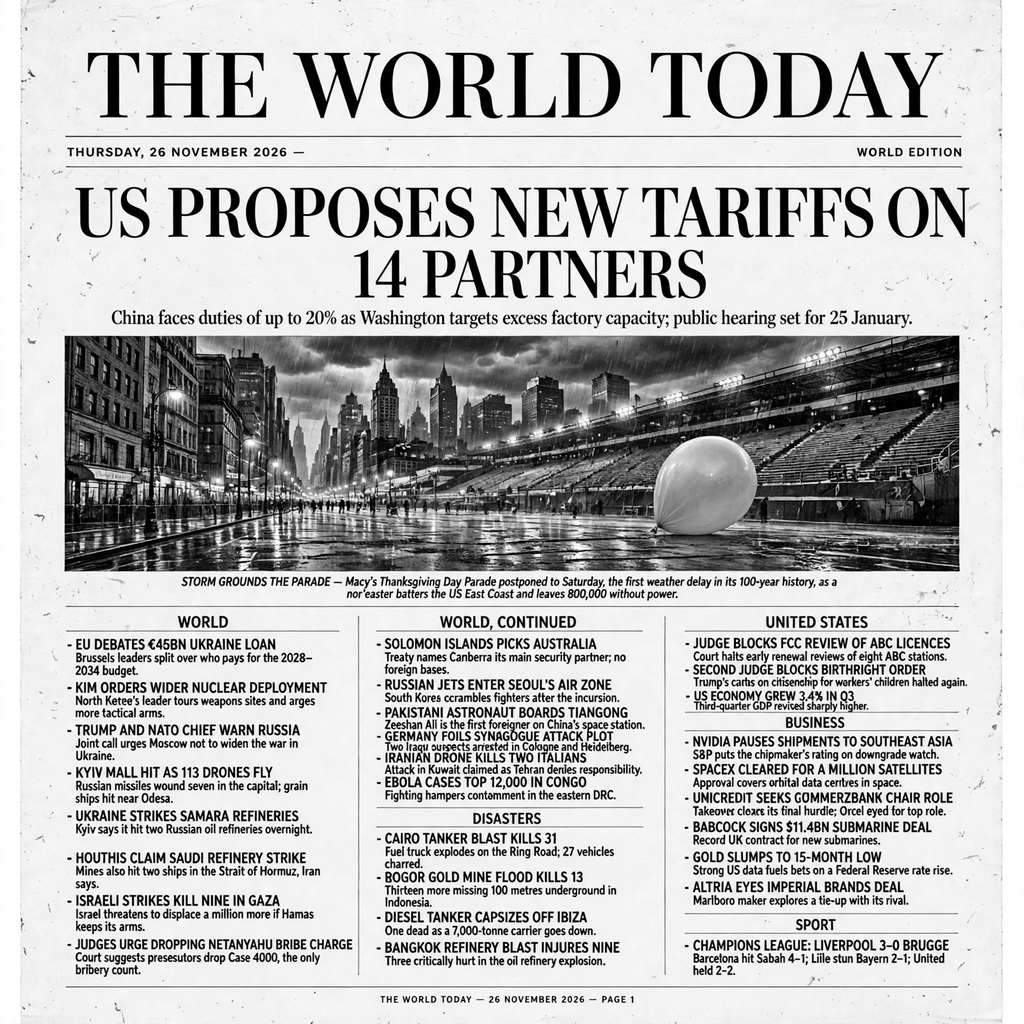 THE WORLD TODAY
THURSDAY, 26 NOVEMBER 2026 —
WORLD EDITION
US PROPOSES NEW TARIFFS ON
14 PARTNERS
China faces duties of up to 20% as Washington targets excess factory capacity; public hearing set for 25 January.
STORM GROUNDS THE PARADE — Macy's Thanksgiving Day Parade postponed to Saturday, the first weather delay in its 100-year history, as a
nor'easter batters the US East Coast and leaves 800,000 without power.
WORLD
- EU DEBATES €45BN UKRAINE LOAN
Brussels leaders split over who pays for the 2028–
2034 budget.
- KIM ORDERS WIDER NUCLEAR DEPLOYMENT
North Ketee's leader tours weapons sites and arges
more tactical arms.
- TRUMP AND NATO CHIEF WARN RUSSIA
Joint call urges Moscow not to widen the war in
Ukraine.
- KYIV MALL HIT AS 113 DRONES FLY
Russian missiles wound seven in the capital; grain
ships hit near Odesa.
- UKRAINE STRIKES SAMARA REFINERIES
Kyiv says it hit two Russian oil refineries overnight.
- HOUTHIS CLAIM SAUDI REFINERY STRIKE
Mines also hit two ships in the Strait of Hormuz, Iran
says.
- ISRAELI STRIKES KILL NINE IN GAZA
Israel threatens to displace a million more if Hamas
keeps its arms.
- JUDGES URGE DROPPING NETANYAHU BRIBE CHARGE
Court suggests presesutors drop Case 4000, the only
bribery count.
WORLD, CONTINUED
- SOLOMON ISLANDS PICKS AUSTRALIA
Treaty names Canberra its main security partner; no
foreign bases.
- RUSSIAN JETS ENTER SEOUL'S AIR ZONE
South Kores ccrambles fighters after the incursion.
- PAKISTANI ASTRONAUT BOARDS TIANGONG
Zeeshan Ali is the first foreigner on China's space station.
- GERMANY FOILS SYNAGOGUE ATTACK PLOT
Two Iraqu ouspects arrested in Cologne and Heidelberg.
- IRANIAN DRONE KILLS TWO ITALIANS
Attack in Kuwait claimed as Tehran denies responsibility.
- EBOLA CASES TOP 12,000 IN CONGO
Fighting hampers contomment in the eastern DRC.
DISASTERS
- CAIRO TANKER BLAST KILLS 31
Fuel truck explodes on the Ring Road; 27 vehicles
charred.
- BOGOR GOLD MINE FLOOD KILLS 13
Thirteen more missing 100 metres underground in
Indonesia.
- DIESEL TANKER CAPSIZES OFF IBIZA
One dead as a 7,000-tonne carrier goes down.
- BANGKOK REFINERY BLAST INJURES NINE
Three critically hurt in the oil refinery explosion.
UNITED STATES
- JUDGE BLOCKS FCC REVIEW OF ABC LICENCES
Court halts early renewal reviews of eight ABC stations.
- SECOND JUDGE BLOCKS BIRTHRIGHT ORDER
Trump's carbs on citisenship for workers' children halted again.
- US ECONOMY GREW 3.4% IN Q3
Third-quarter GDP revised sharply higher.
BUSINESS
- NVIDIA PAUSES SHIPMENTS TO SOUTHEAST ASIA
S&P puts the chipmaker's rating on downgrade watch.
- SPACEX CLEARED FOR A MILLION SATELLITES
Approval covers orbital data centres in space.
- UNICREDIT SEEKS GOMMERZBANK CHAIR ROLE
Takeover clears its final hurdle; Orcel eyed for top role.
- BABCOCK SIGNS $11.4BN SUBMARINE DEAL
Record UK contract for new submarines.
- GOLD SLUMPS TO 15-MONTH LOW
Strong US data fuels bets on a Federal Reserve rate rise.
- ALTRIA EYES IMPERIAL BRANDS DEAL
Marlboro maker explores a tie-up with its rival.
SPORT
- CHAMPIONS LEAGUE: LIVERPOOL 3–0 BRUGGE
Barcelona hit Sabah 4–1; Lille stun Bayern 2–1; United
held 2–2.
THE WORLD TODAY — 26 NOVEMBER 2026 — PAGE 1